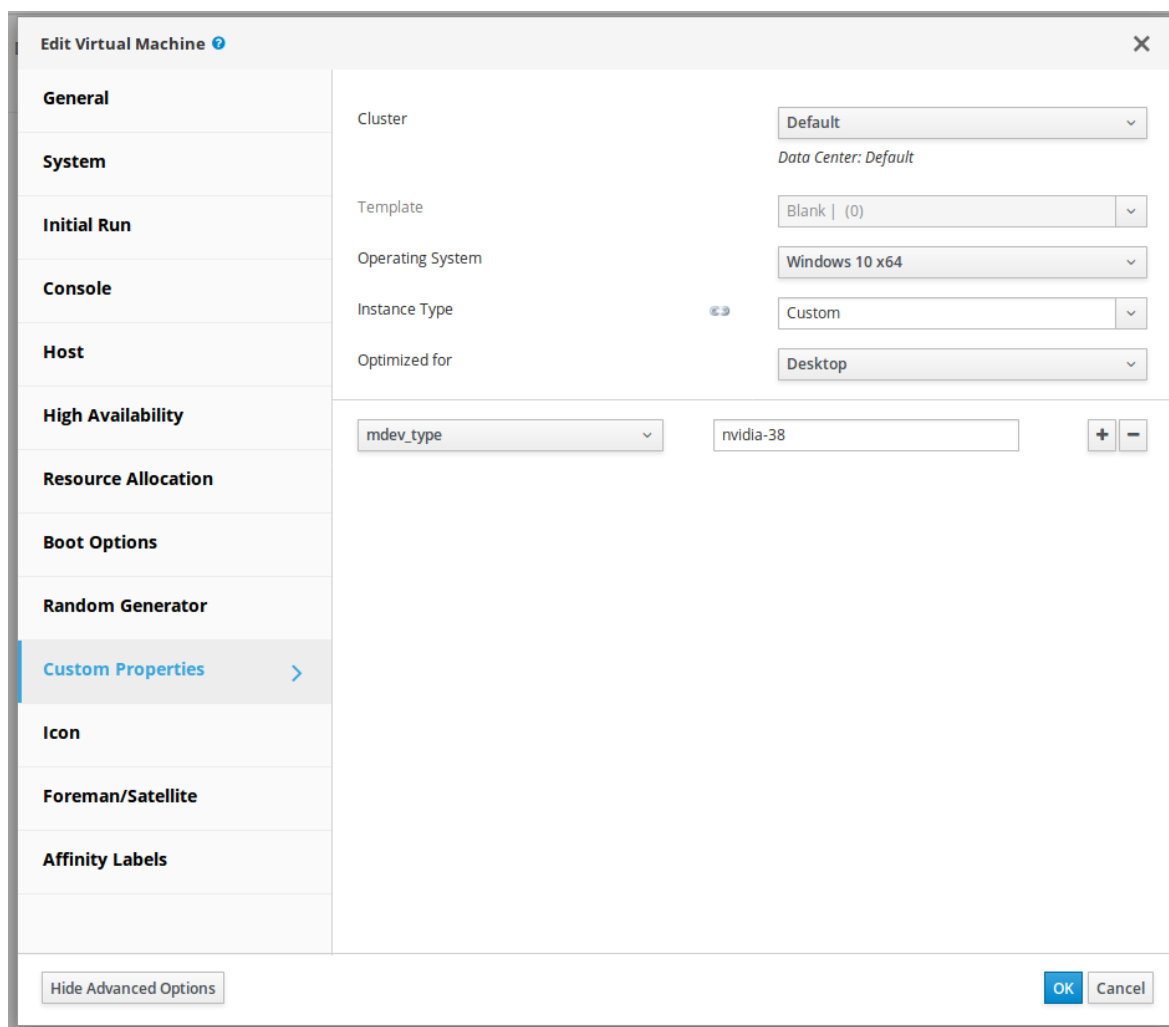 Edit Virtual Machine
General
System
Initial Run
Console
Host
High Availability
Resource Allocation
Boot Options
Random Generator
Custom Properties
Icon
Foreman/Satellite
Affinity Labels
Cluster
Default
Data Center: Default
Template
Blank | (0)
Operating System
Windows 10 x64
Instance Type
Custom
Optimized for
Desktop
mdev_type
nvidia-38
Hide Advanced Options
OK
Cancel